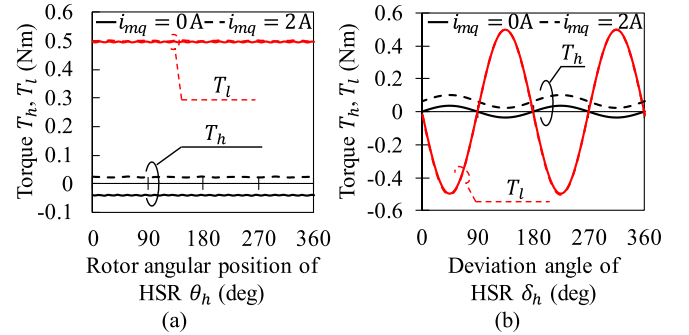 i_mq = 0A i_mq = 2A
Torque T_h, T_l (Nm)
0.6
0.5
0.4
0.3
0.2
0.1
0
-0.1
T_l
T_h
0 90 180 270 360
Rotor angular position of
HSR θ_h (deg)
(a)
i_mq = 0A i_mq = 2A
Torque T_h, T_l (Nm)
0.6
0.4
0.2
0
-0.2
-0.4
-0.6
T_h
T_l
0 90 180 270 360
Deviation angle of
HSR δ_h (deg)
(b)